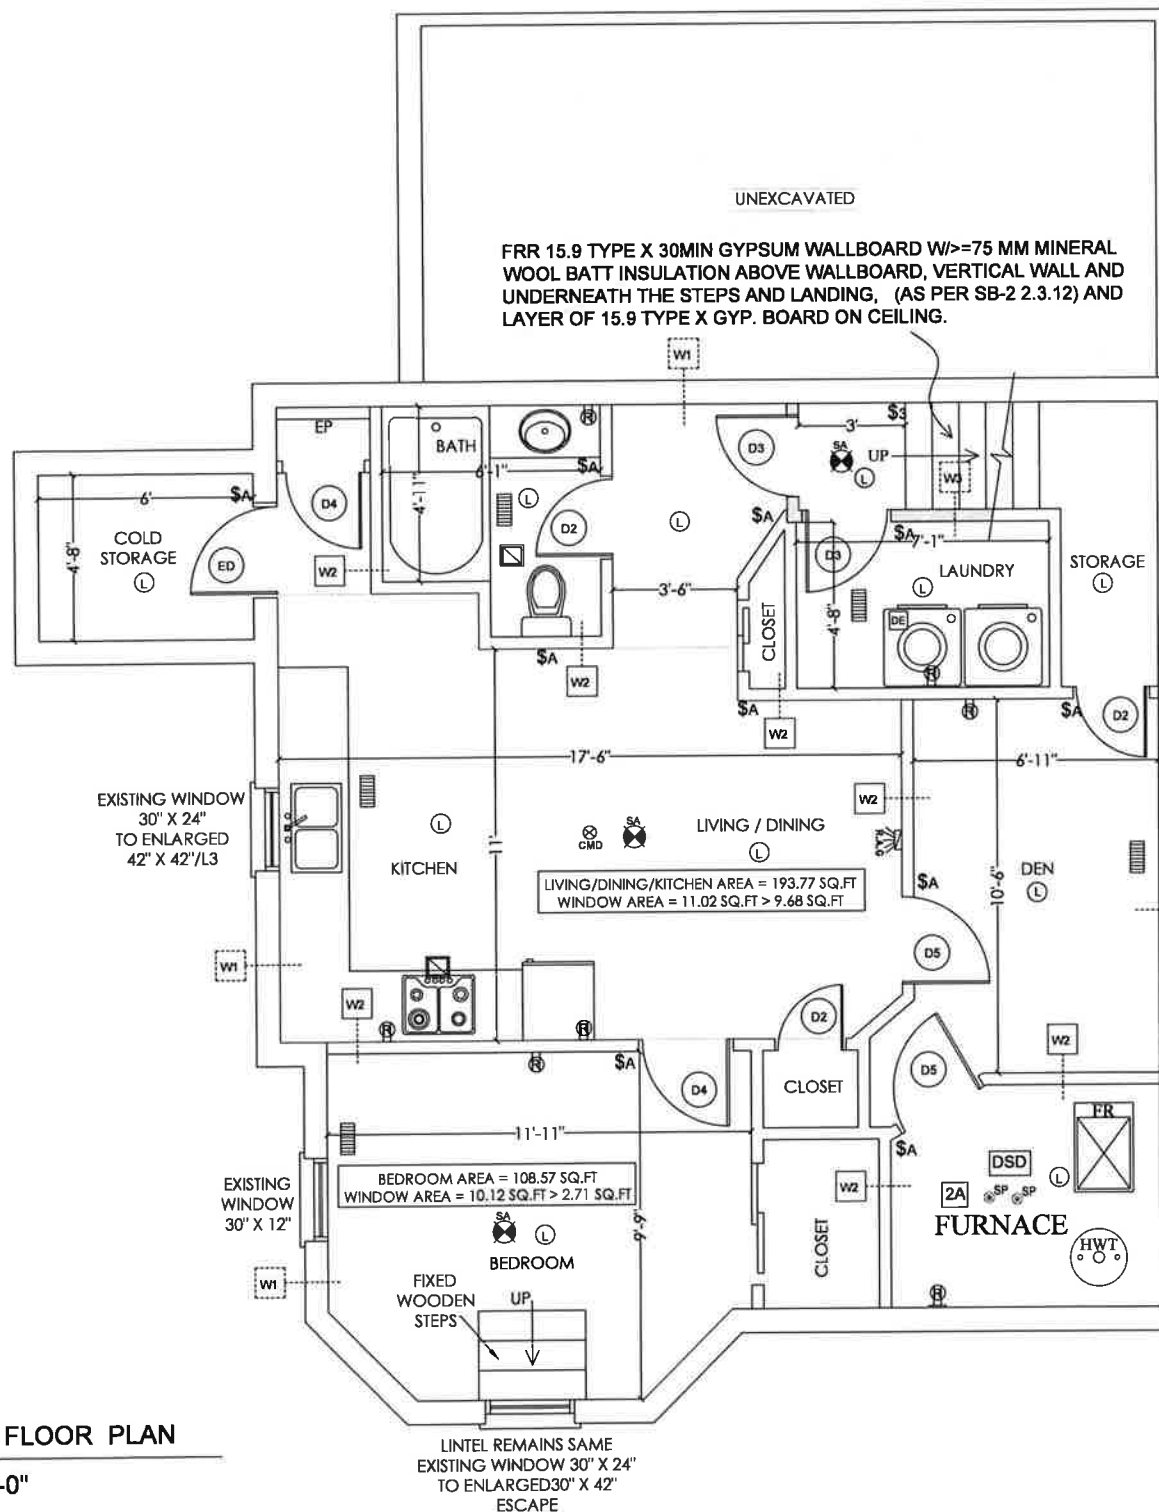 UNEXCAVATED
FRR 15.9 TYPE X 30MIN GYPSUM WALLBOARD W/>=75 MM MINERAL
WOOL BATT INSULATION ABOVE WALLBOARD, VERTICAL WALL AND
UNDERNEATH THE STEPS AND LANDING, (AS PER SB-2 2.3.12) AND
LAYER OF 15.9 TYPE X GYP. BOARD ON CEILING.
W1
EP
BATH
6'-1"
4'-11"
$A
R
D3
3'
$3
SA
UP
L
W3
6'
$A
D4
COLD
STORAGE
L
4'-8"
ED
W2
L
D2
L
$A
$A
7'-1"
D3
LAUNDRY
L
STORAGE
L
3'-6"
CLOSET
4'-8"
DE
R
$A
W2
$A
W2
R
$A
D2
17'-6"
6'-11"
EXISTING WINDOW
30" X 24"
TO ENLARGED
42" X 42"/L3
L
KITCHEN
11'
CMD
SA
LIVING / DINING
L
W2
R.A.G
LIVING/DINING/KITCHEN AREA = 193.77 SQ.FT
WINDOW AREA = 11.02 SQ.FT > 9.68 SQ.FT
$A
DEN
L
10'-6"
W1
D5
W2
R
R
D2
W2
R
$A
D4
CLOSET
D5
FR
11'-11"
$A
DSD
L
EXISTING
WINDOW
30" X 12"
BEDROOM AREA = 108.57 SQ.FT
WINDOW AREA = 10.12 SQ.FT > 2.71 SQ.FT
W2
2A
SP
SP
SA
L
9'-9"
FURNACE
BEDROOM
CLOSET
HWT
W1
FIXED
WOODEN
STEPS
UP
R
FLOOR PLAN
-0"
LINTEL REMAINS SAME
EXISTING WINDOW 30" X 24"
TO ENLARGED30" X 42"
ESCAPE